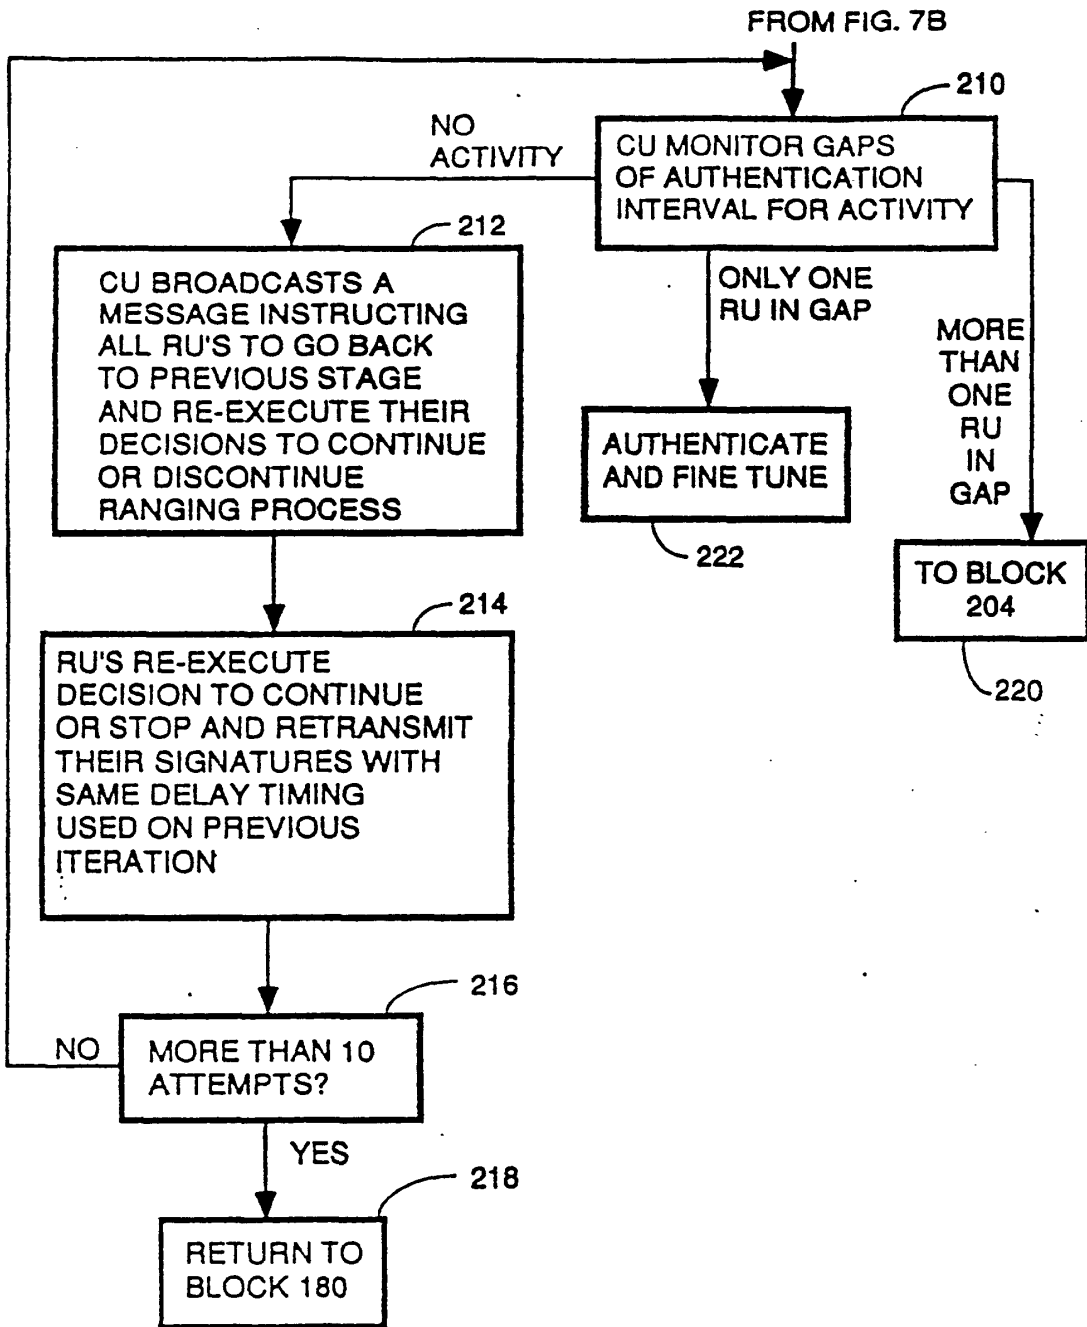 FROM FIG. 7B
210
CU MONITOR GAPS
OF AUTHENTICATION
INTERVAL FOR ACTIVITY
NO
ACTIVITY
212
CU BROADCASTS A
MESSAGE INSTRUCTING
ALL RU'S TO GO BACK
TO PREVIOUS STAGE
AND RE-EXECUTE THEIR
DECISIONS TO CONTINUE
OR DISCONTINUE
RANGING PROCESS
ONLY ONE
RU IN GAP
MORE
THAN
ONE
RU
IN
GAP
AUTHENTICATE
AND FINE TUNE
222
TO BLOCK
204
220
214
RU'S RE-EXECUTE
DECISION TO CONTINUE
OR STOP AND RETRANSMIT
THEIR SIGNATURES WITH
SAME DELAY TIMING
USED ON PREVIOUS
ITERATION
216
NO
MORE THAN 10
ATTEMPTS?
YES
218
RETURN TO
BLOCK 180